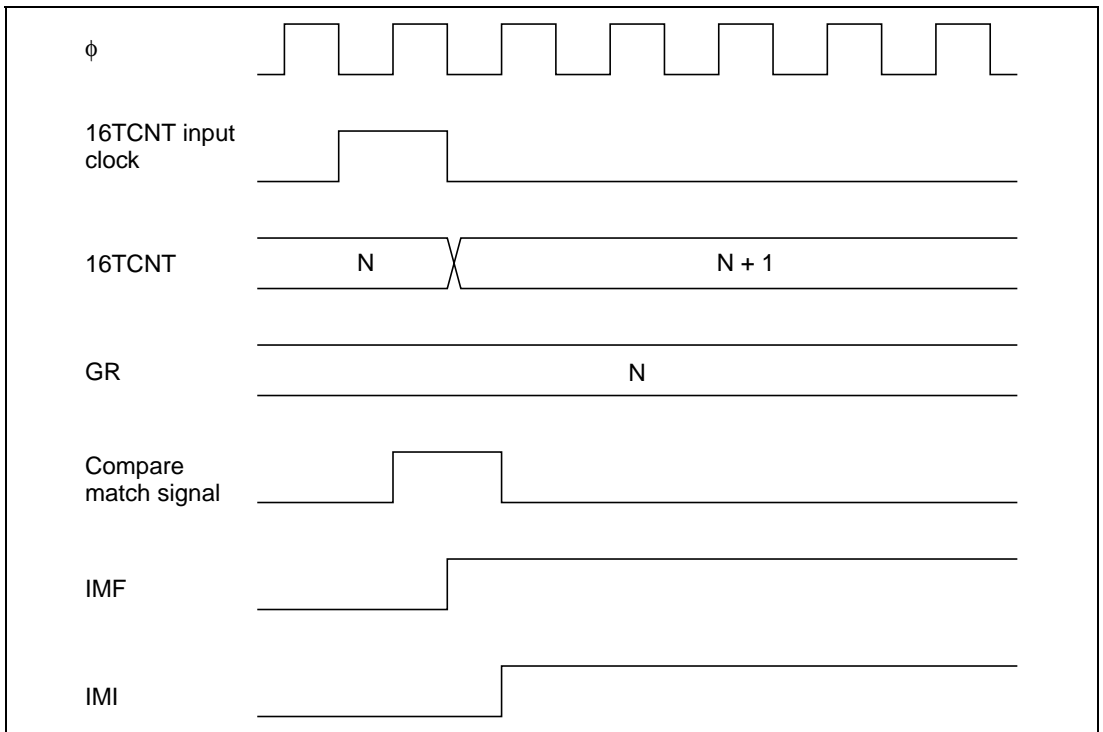 ϕ
16TCNT input
clock
16TCNT
N
N + 1
GR
N
Compare
match signal
IMF
IMI